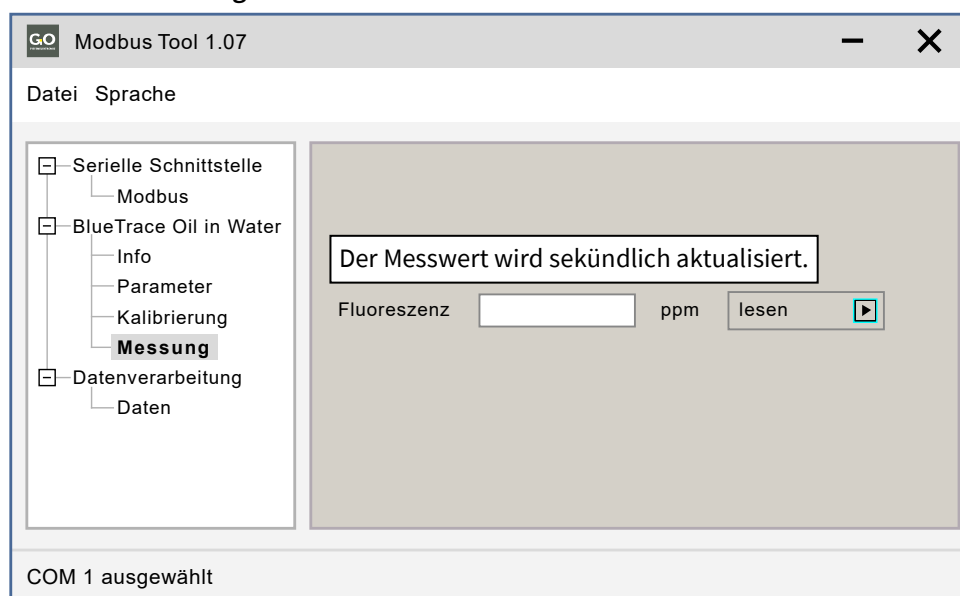 GO
Modbus Tool 1.07
Datei Sprache
Serielle Schnittstelle
Modbus
BlueTrace Oil in Water
Info
Parameter
Kalibrierung
Messung
Datenverarbeitung
Daten
Der Messwert wird sekündlich aktualisiert.
Fluoreszenz ppm lesen
COM 1 ausgewählt